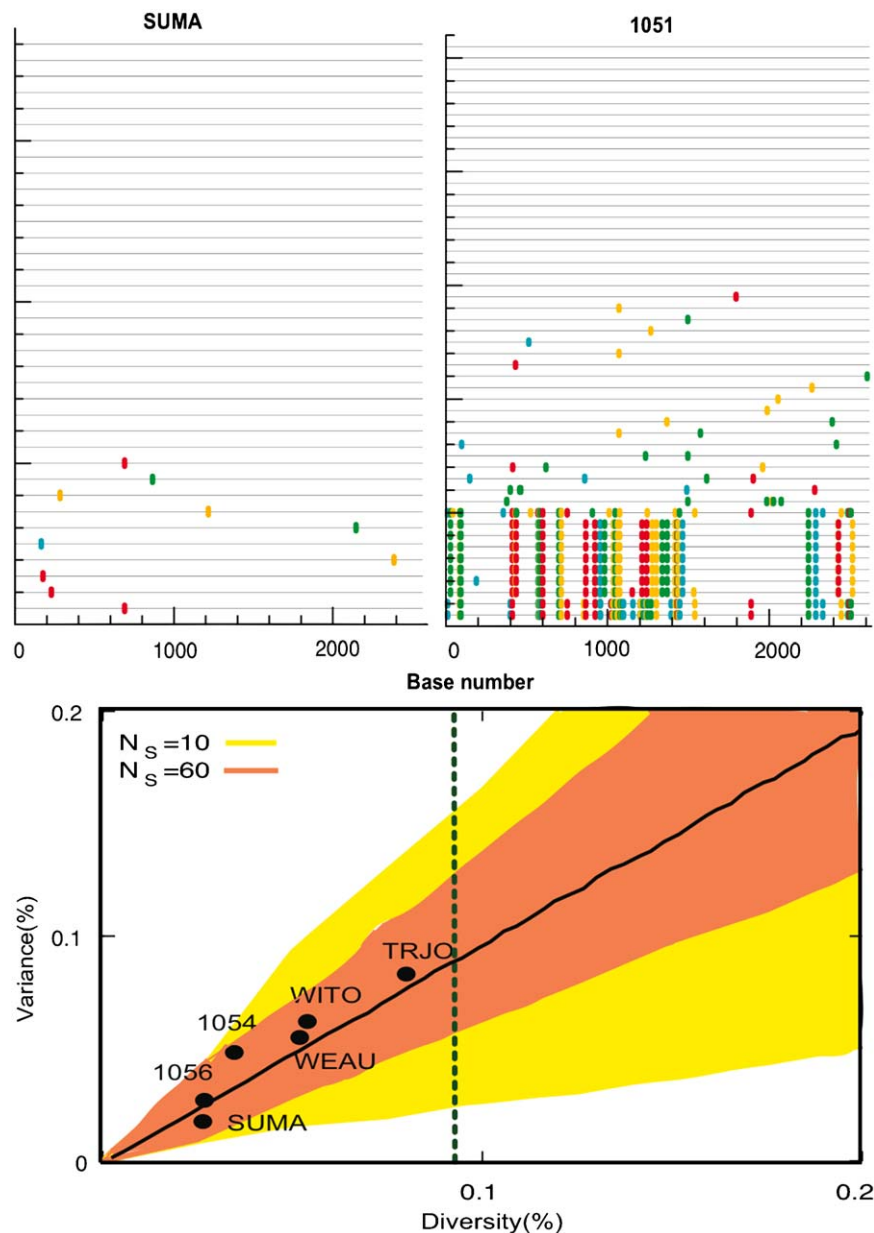 SUMA
1051
0 1000 2000
0 1000 2000
Base number
0.2
N S =10
N S =60
Variance(%)
0.1
TRJO
WITO
1054
WEAU
1056
SUMA
0
0.1 0.2
Diversity(%)